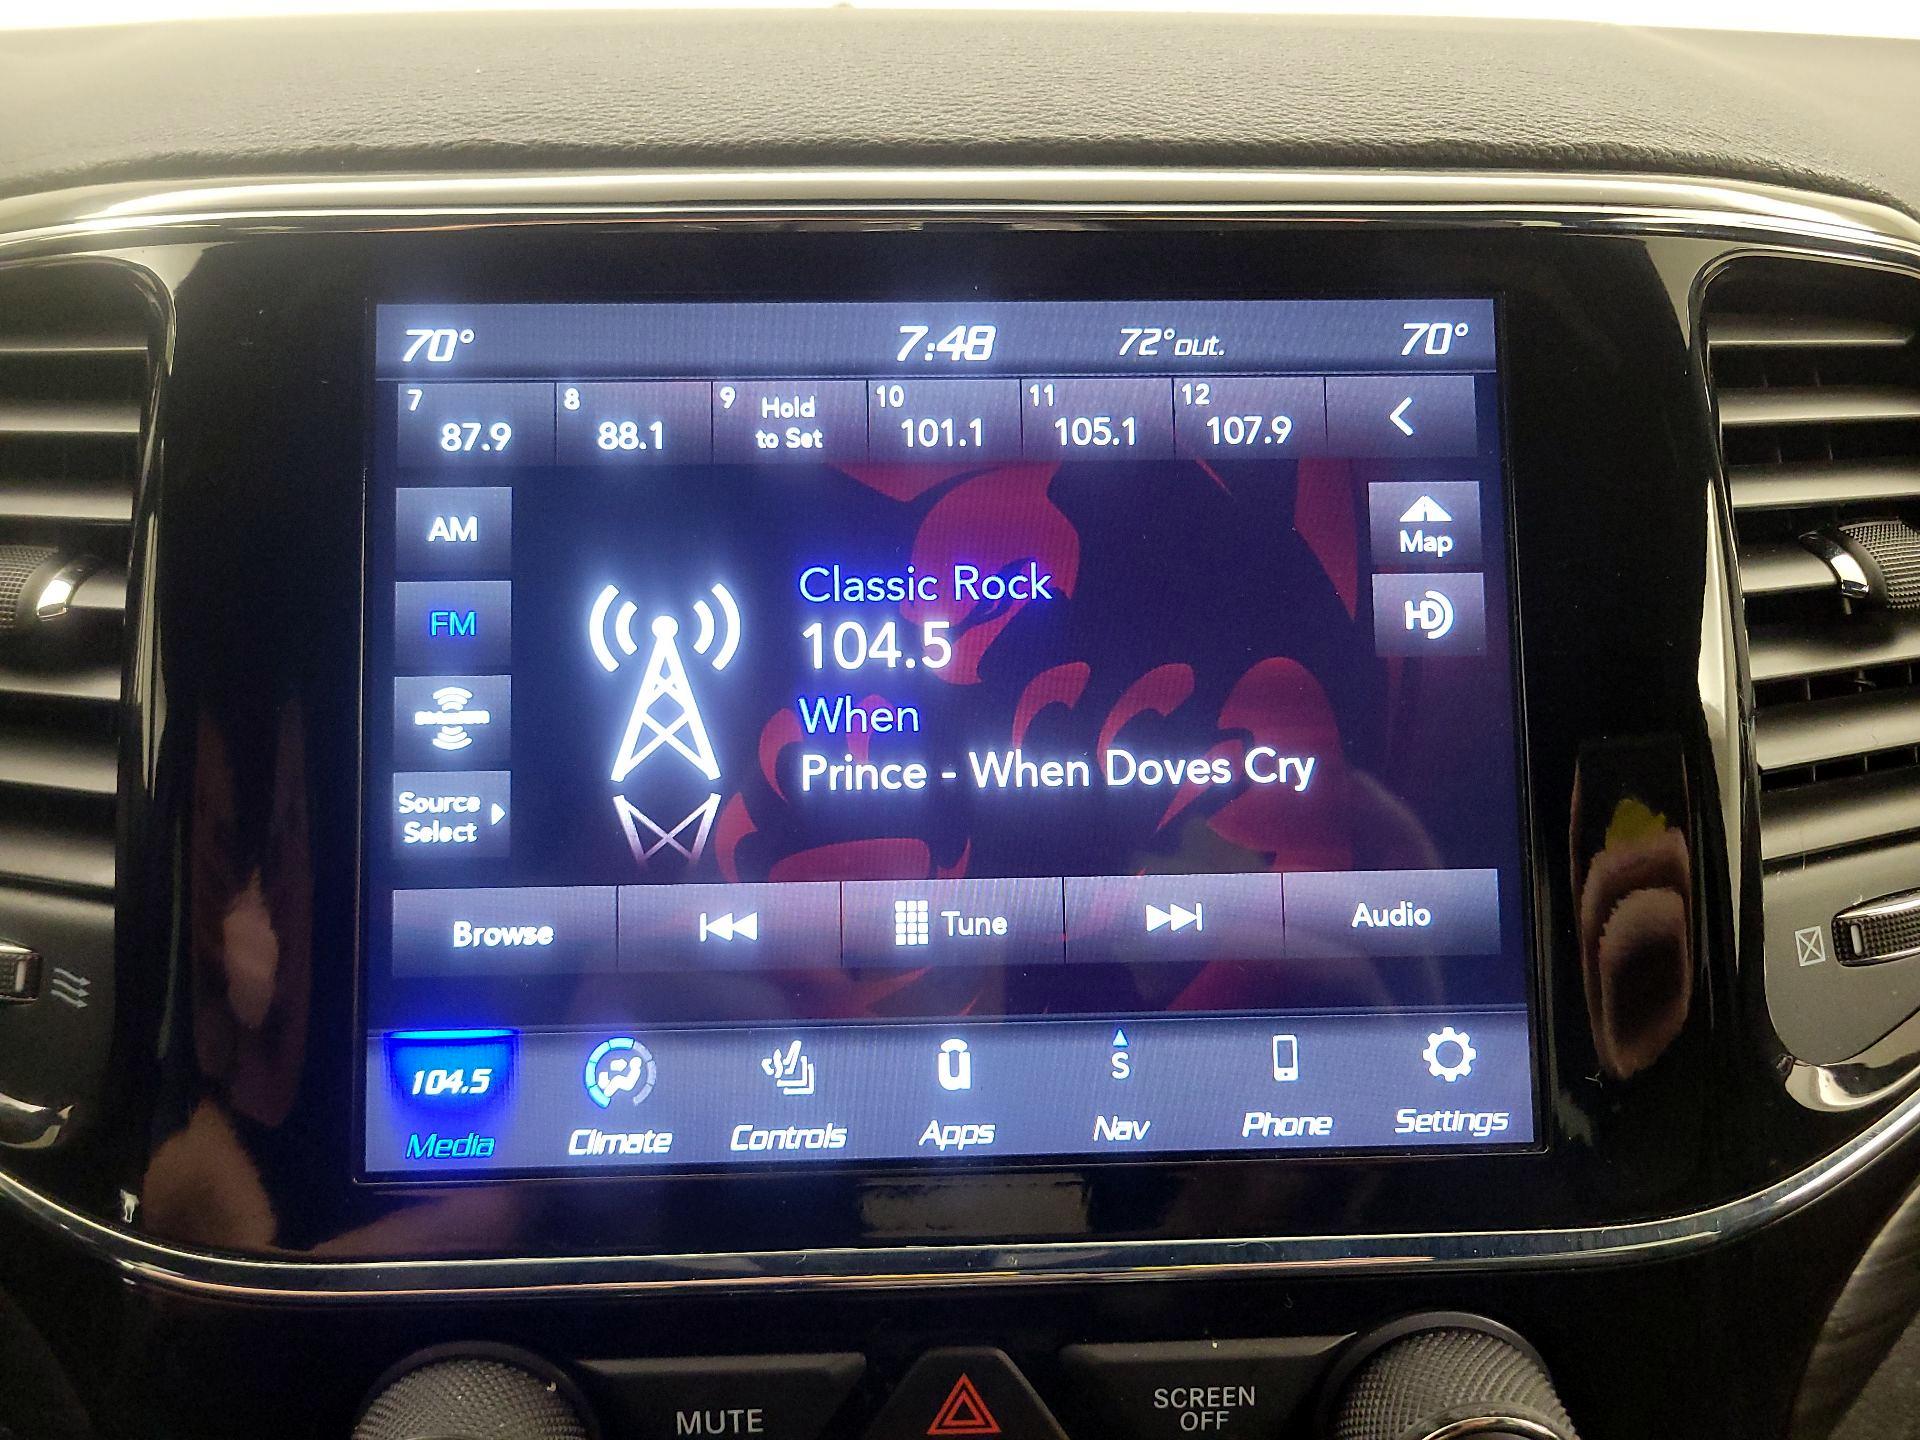 70° 7:48 72°out. 70°
7 8 9 Hold 10 11 12
87.9 88.1 to Set 101.1 105.1 107.9
AM
Map
FM
HD
Classic Rock
104.5
When
Prince - When Doves Cry
Source
Select
Browse Tune Audio
104.5 S
Media Climate Controls Apps Nav Phone Settings
MUTE SCREEN
OFF